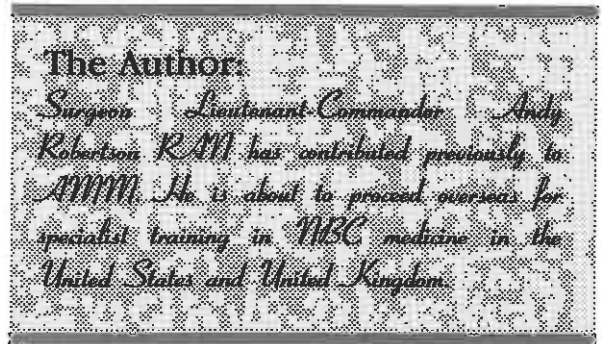 The Author:
Surgeon Lieutenant-Commander Andy
Robertson RAN has contributed previously to
AMM. He is about to proceed overseas for
specialist training in NBC medicine in the
United States and United Kingdom.